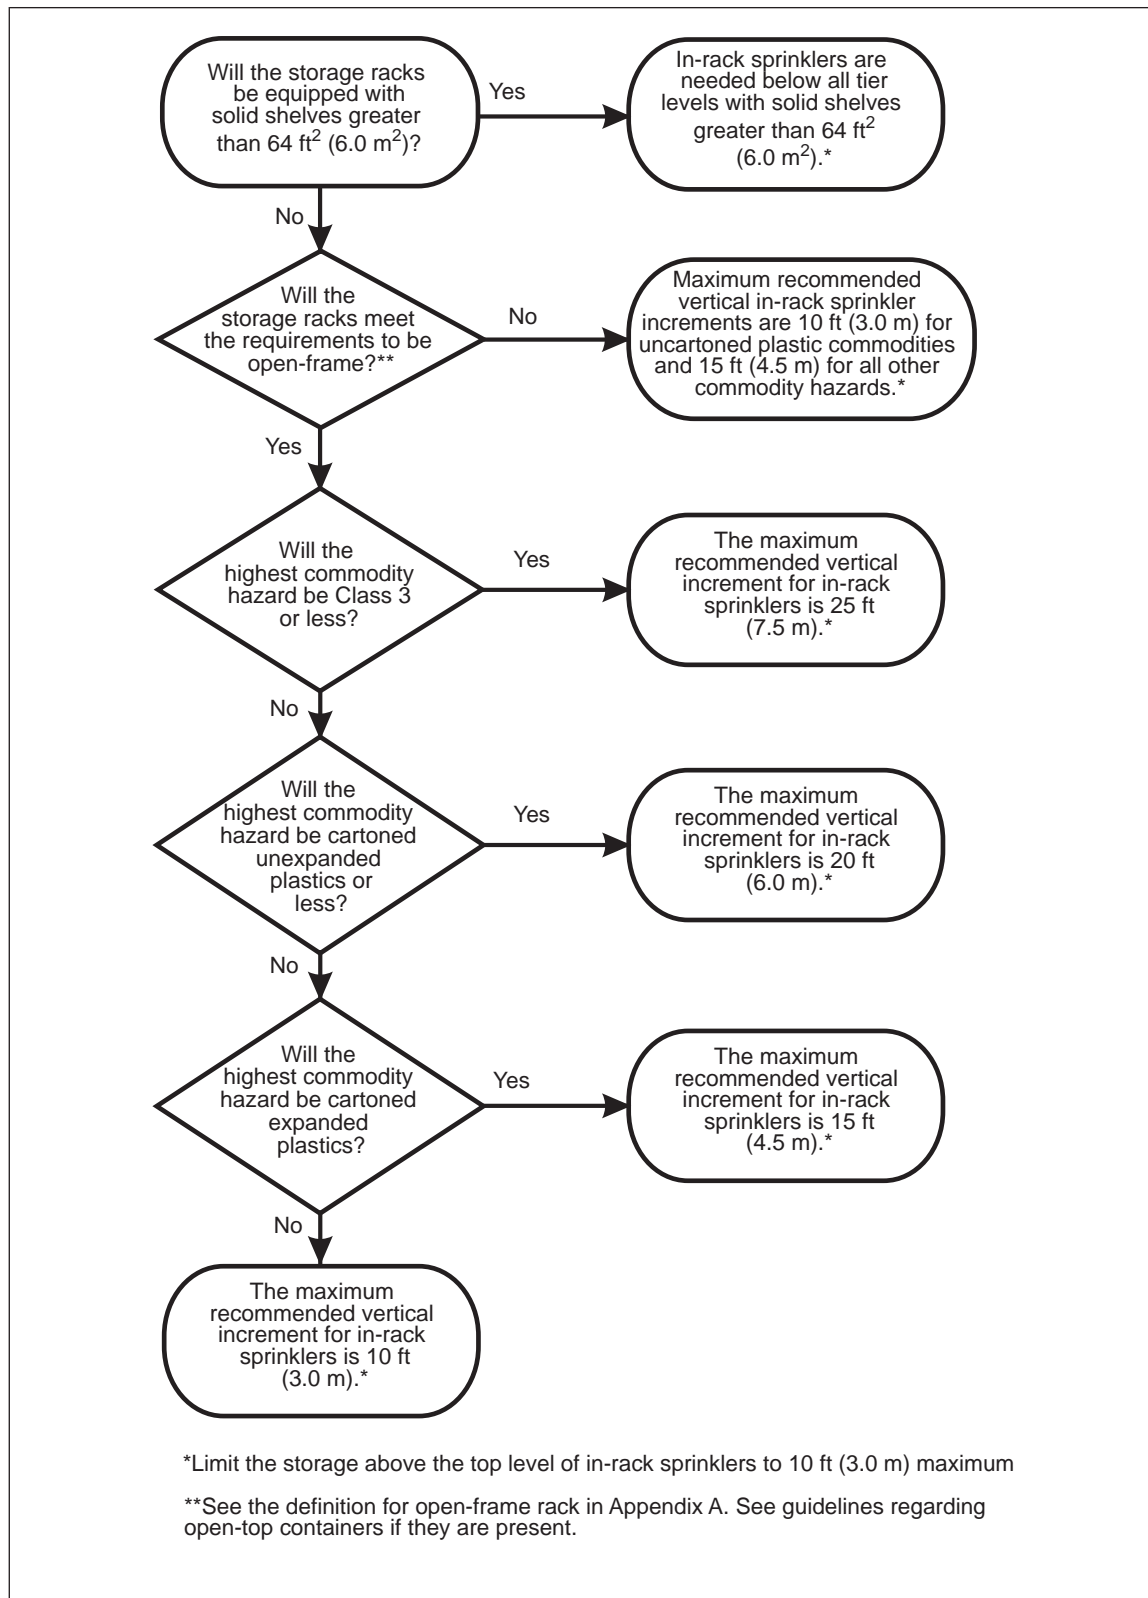 Will the storage racks
be equipped with
solid shelves greater
than 64 ft² (6.0 m²)?
Yes
In-rack sprinklers are
needed below all tier
levels with solid shelves
greater than 64 ft²
(6.0 m²).*
No
Will the
storage racks meet
the requirements to be
open-frame?**
No
Maximum recommended
vertical in-rack sprinkler
increments are 10 ft (3.0 m) for
uncartoned plastic commodities
and 15 ft (4.5 m) for all other
commodity hazards.*
Yes
Will the
highest commodity
hazard be Class 3
or less?
Yes
The maximum
recommended vertical
increment for in-rack
sprinklers is 25 ft
(7.5 m).*
No
Will the
highest commodity
hazard be cartoned
unexpanded
plastics or
less?
Yes
The maximum
recommended vertical
increment for in-rack
sprinklers is 20 ft
(6.0 m).*
No
Will the
highest commodity
hazard be cartoned
expanded
plastics?
Yes
The maximum
recommended vertical
increment for in-rack
sprinklers is 15 ft
(4.5 m).*
No
The maximum
recommended vertical
increment for in-rack
sprinklers is 10 ft
(3.0 m).*
*Limit the storage above the top level of in-rack sprinklers to 10 ft (3.0 m) maximum
**See the definition for open-frame rack in Appendix A. See guidelines regarding
open-top containers if they are present.